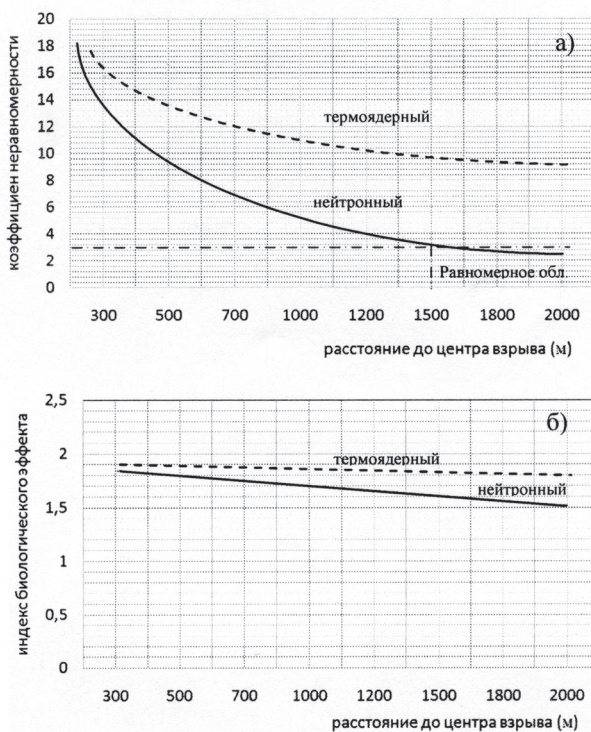 коэффициен неравномерности
20
18
16
14
12
10
8
6
4
2
0
а)
термоядерный
нейтронный
Равномерное обл.
300 500 700 1000 1200 1500 1800 2000
расстояние до центра взрыва (м)
индекс биологического эффекта
2,5
2
1,5
1
0,5
0
б)
термоядерный
нейтронный
300 500 700 1000 1200 1500 1800 2000
расстояние до центра взрыва (м)